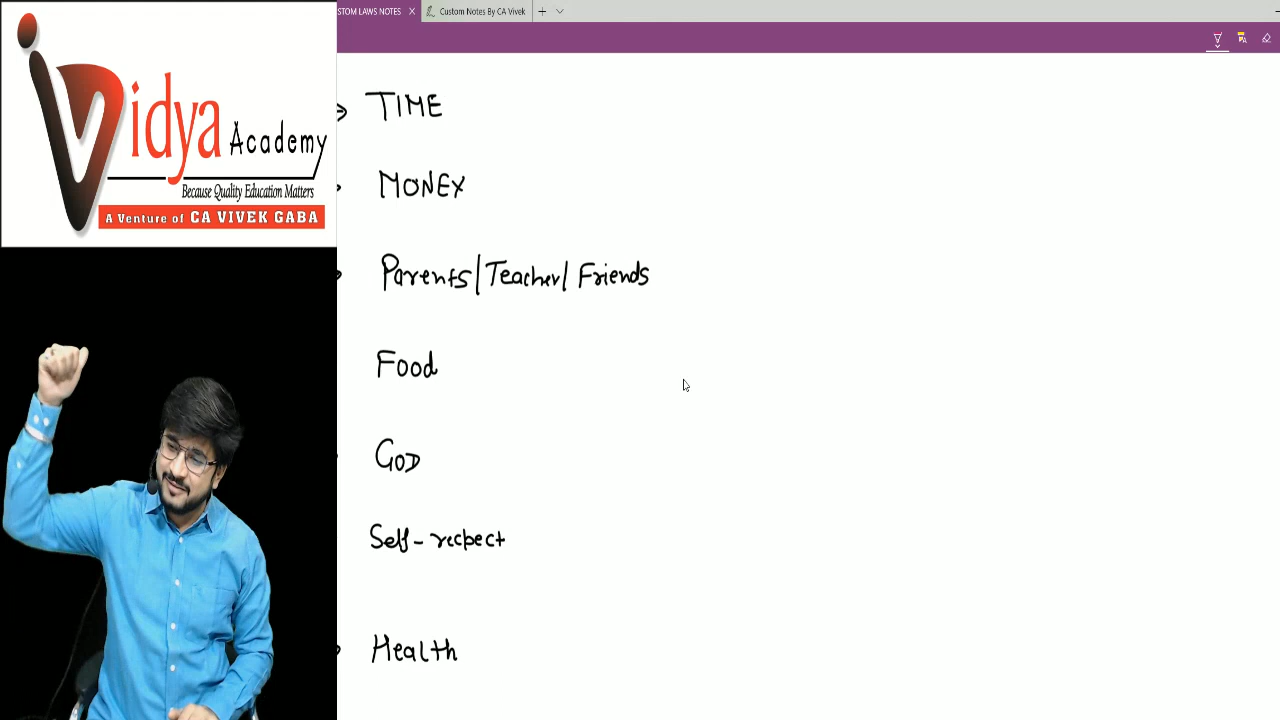 STOM LAWS NOTES
Custom Notes By CA Vivek
Vidya Academy
Because Quality Education Matters
A Venture of CA VIVEK GABA
TIME
MONEY
Parents/Teacher/Friends
Food
GOD
Self-respect
Health